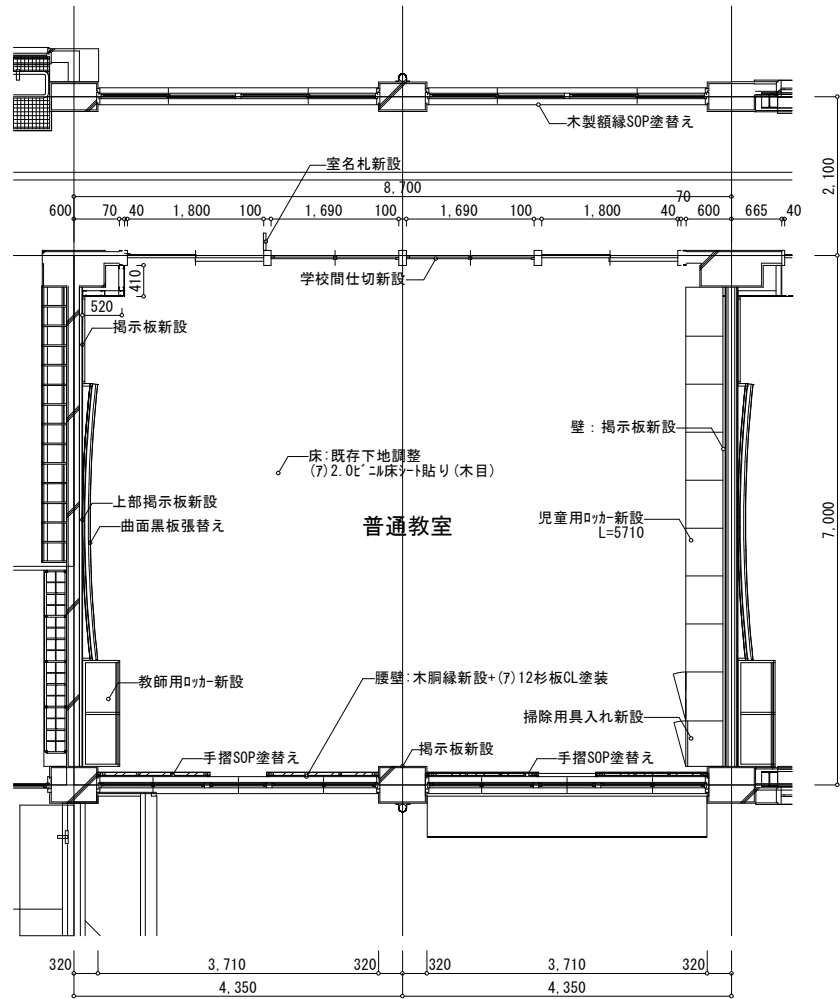 木製額縁SOP塗替え
室名札新設
8,700
70
2,100
600 70 40 1,800 100 1,690 100 1,690 100 1,800 40 600 665 40
学校間仕切新設
410
520
掲示板新設
壁：掲示板新設
床:既存下地調整
(ア)2.0ビニル床シート貼り(木目)
上部掲示板新設
曲面黒板張替え
普通教室
児童用ロッカー新設
L=5710
7,000
教師用ロッカー新設
腰壁:木胴縁新設+(ア)12杉板CL塗装
掃除用具入れ新設
手摺SOP塗替え
掲示板新設
手摺SOP塗替え
320 3,710 320 320 3,710 320
4,350 4,350